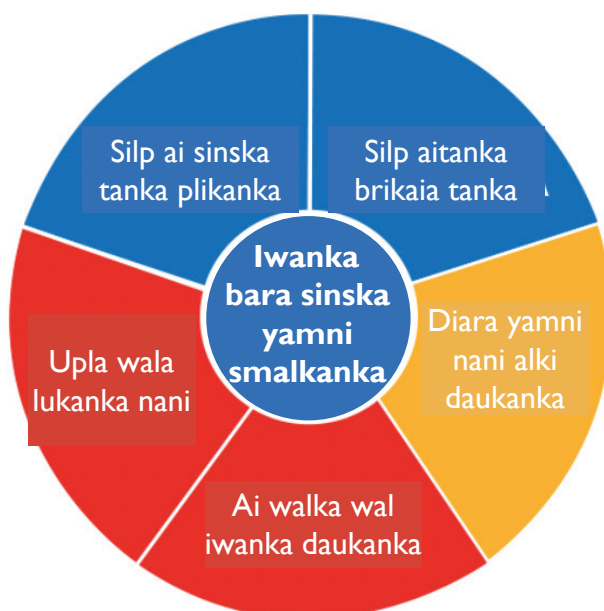 Silp ai sinska
tanka plikanka
Silp aitanka
brikaia tanka
Iwanka
bara sinska
yamni
smalkanka
Diara yamni
nani alki
daukanka
Upla wala
lukanka nani
Ai walka wal
iwanka daukanka